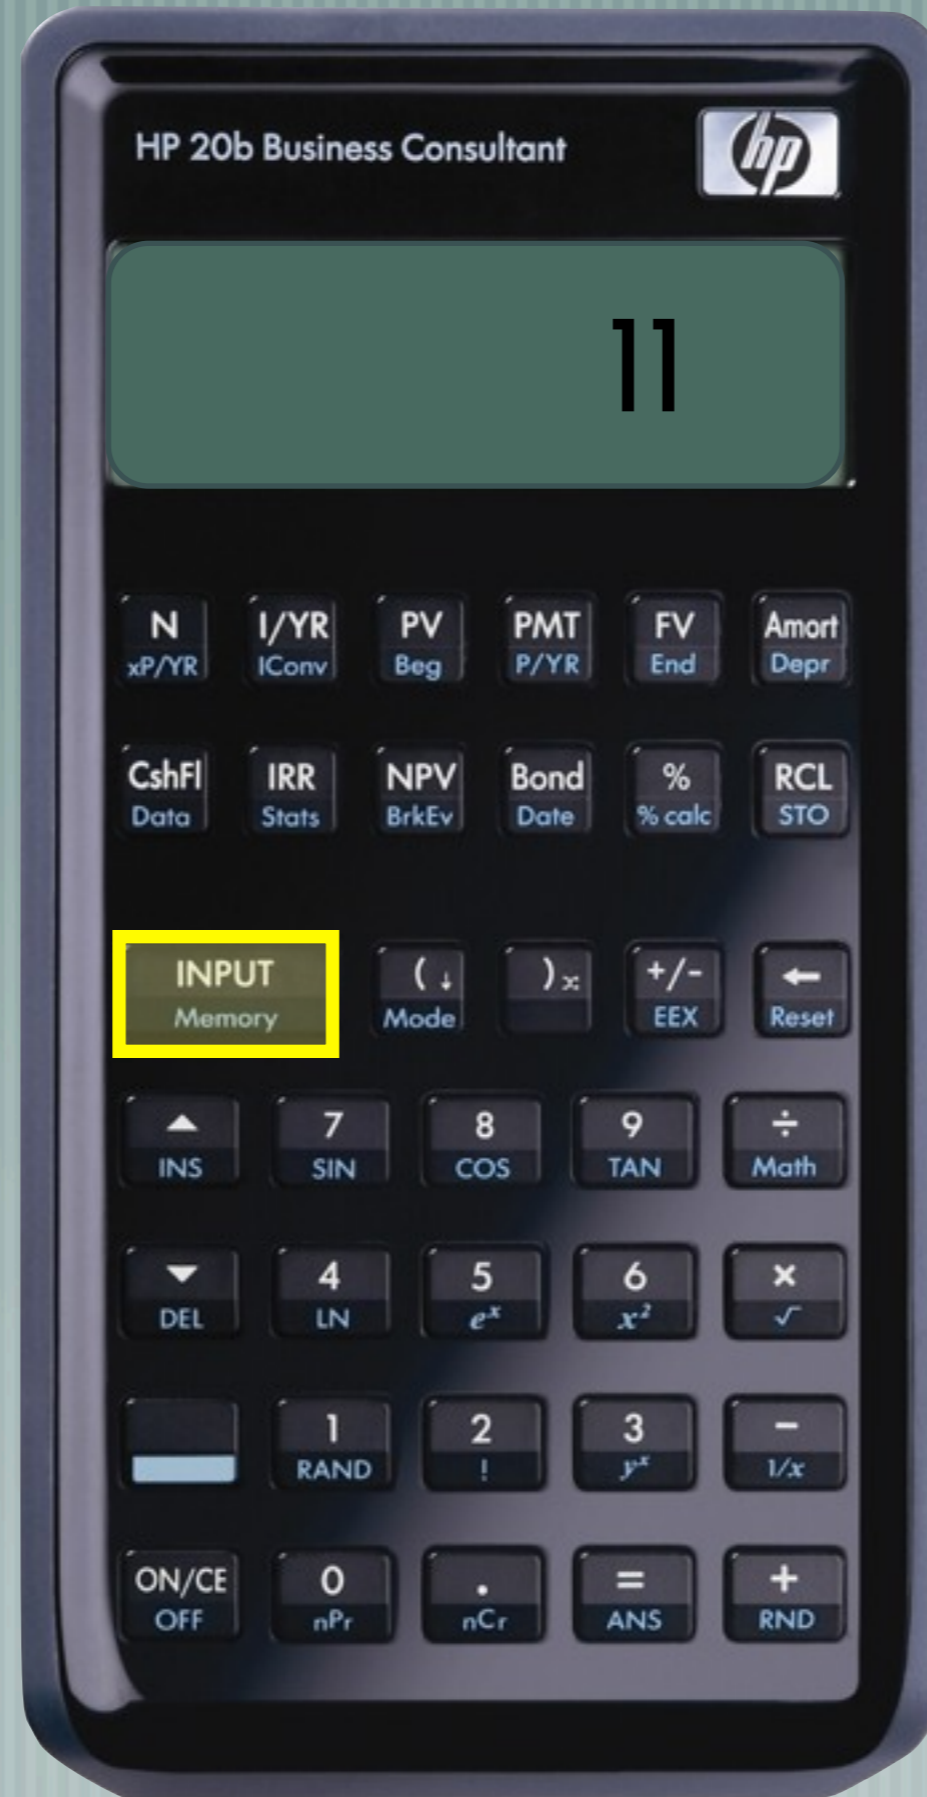 HP 20b Business Consultant
hp
11
N I/YR PV PMT FV Amort
xP/YR IConv Beg P/YR End Depr
CshFl IRR NPV Bond % RCL
Data Stats BrkEv Date % calc STO
INPUT ( ↓ ) x +/- ←
Memory Mode EEX Reset
▲ 7 8 9 ÷
INS SIN COS TAN Math
▼ 4 5 6 ×
DEL LN eˣ x² √
1 2 3 −
RAND ! yˣ 1/x
ON/CE 0 . = +
OFF nPr nCr ANS RND